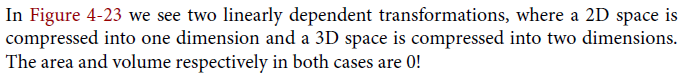 In Figure 4-23 we see two linearly dependent transformations, where a 2D space is
compressed into one dimension and a 3D space is compressed into two dimensions.
The area and volume respectively in both cases are 0!